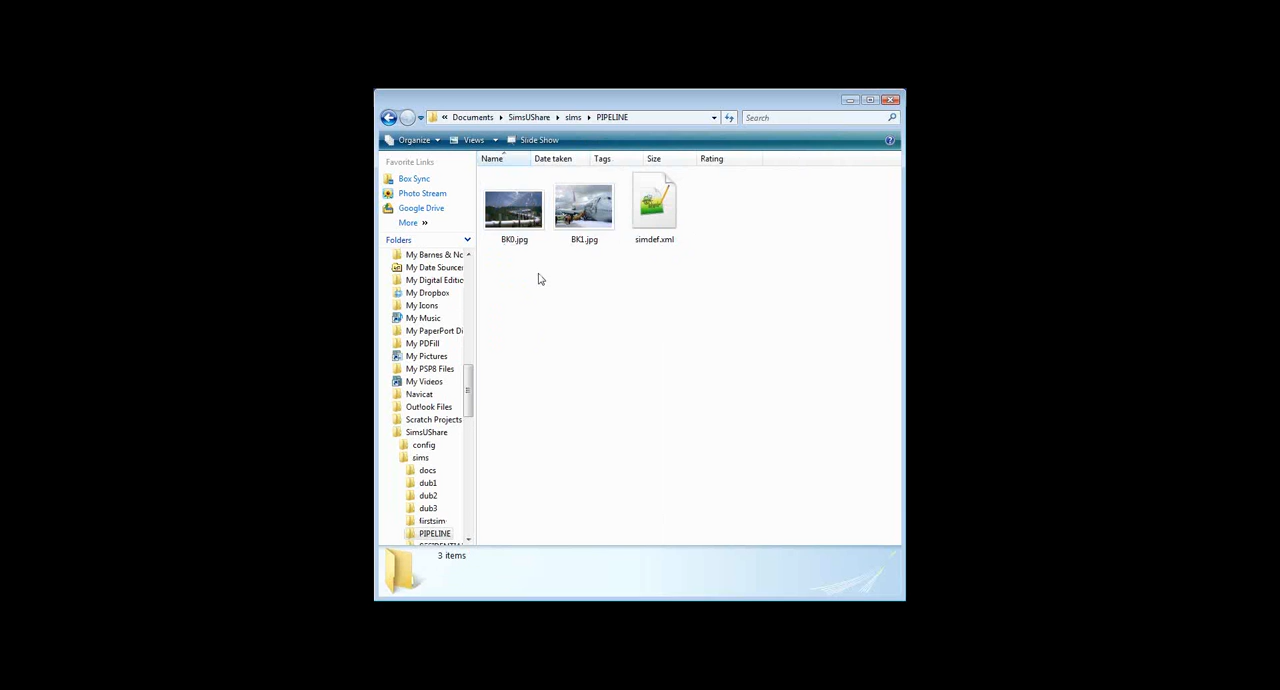 « Documents ▸ SimsUShare ▸ sims ▸ PIPELINE
Search
Organize Views Slide Show
Favorite Links
Name Date taken Tags Size Rating
Box Sync
Photo Stream
Google Drive
More »
BK0.jpg BK1.jpg simdef.xml
Folders
My Barnes & No
My Data Sources
My Digital Editio
My Dropbox
My Icons
My Music
My PaperPort D
My PDFill
My Pictures
My PSP8 Files
My Videos
Navicat
Outlook Files
Scratch Projects
SimsUShare
config
sims
docs
dub1
dub2
dub3
firstsim
PIPELINE
3 items